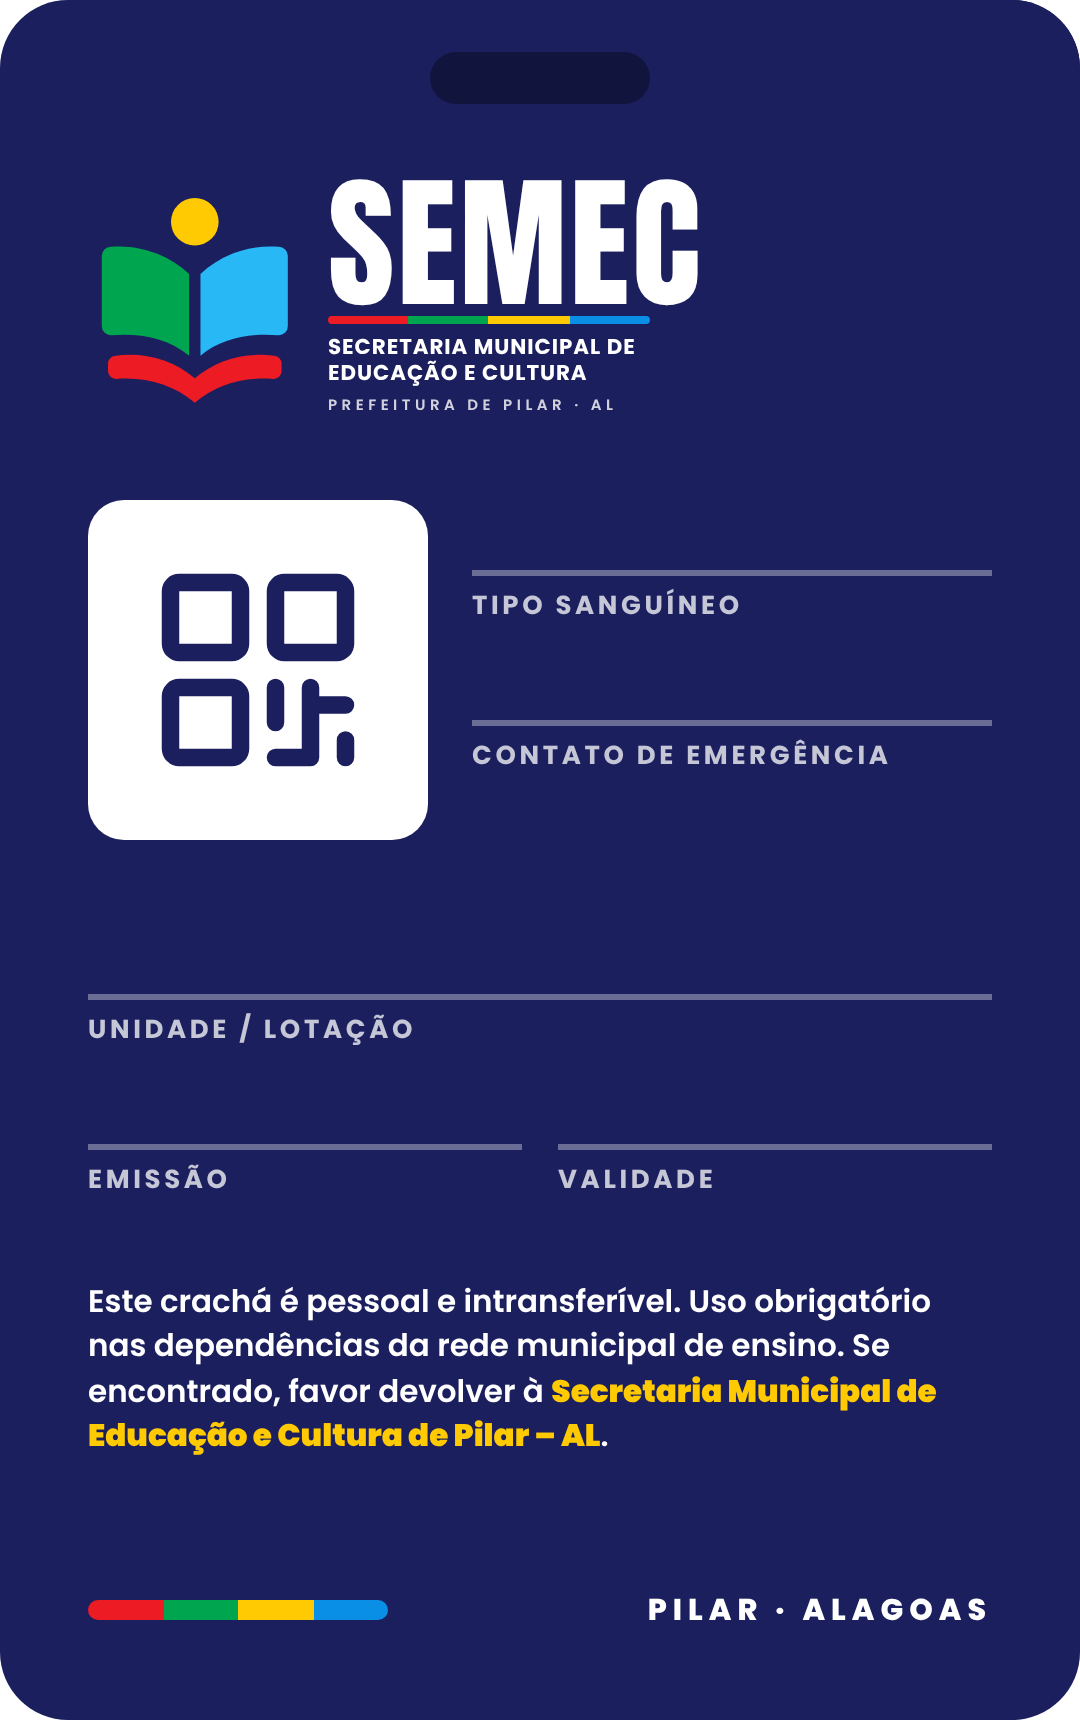 SEMEC
SECRETARIA MUNICIPAL DE
EDUCAÇÃO E CULTURA
PREFEITURA DE PILAR · AL
TIPO SANGUÍNEO
CONTATO DE EMERGÊNCIA
UNIDADE / LOTAÇÃO
EMISSÃO
VALIDADE
Este crachá é pessoal e intransferível. Uso obrigatório
nas dependências da rede municipal de ensino. Se
encontrado, favor devolver à Secretaria Municipal de
Educação e Cultura de Pilar – AL.
PILAR · ALAGOAS